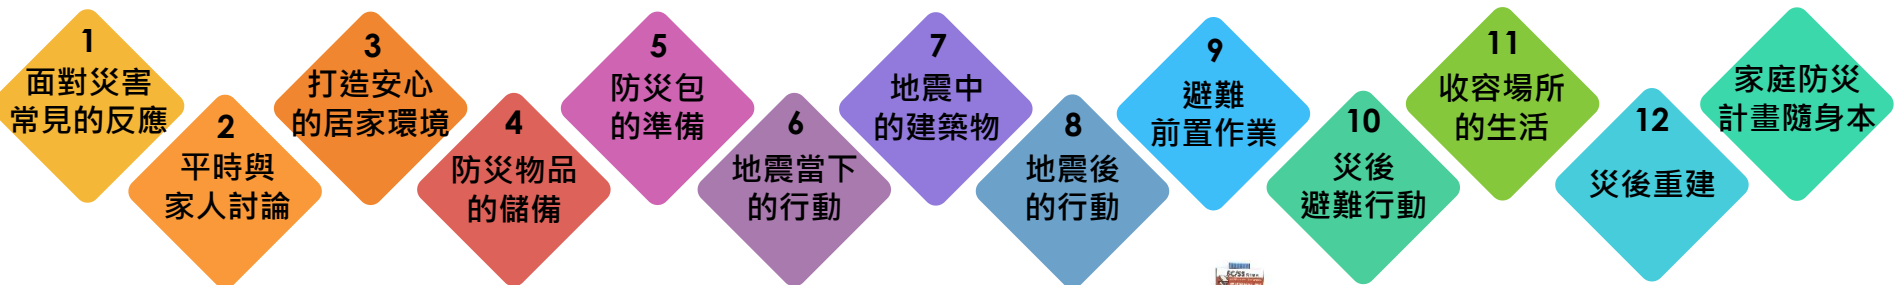 1
面對災害
常見的反應
2
平時與
家人討論
3
打造安心
的居家環境
4
防災物品
的儲備
5
防災包
的準備
6
地震當下
的行動
7
地震中
的建築物
8
地震後
的行動
9
避難
前置作業
10
災後
避難行動
11
收容場所
的生活
12
災後重建
家庭防災
計畫隨身本